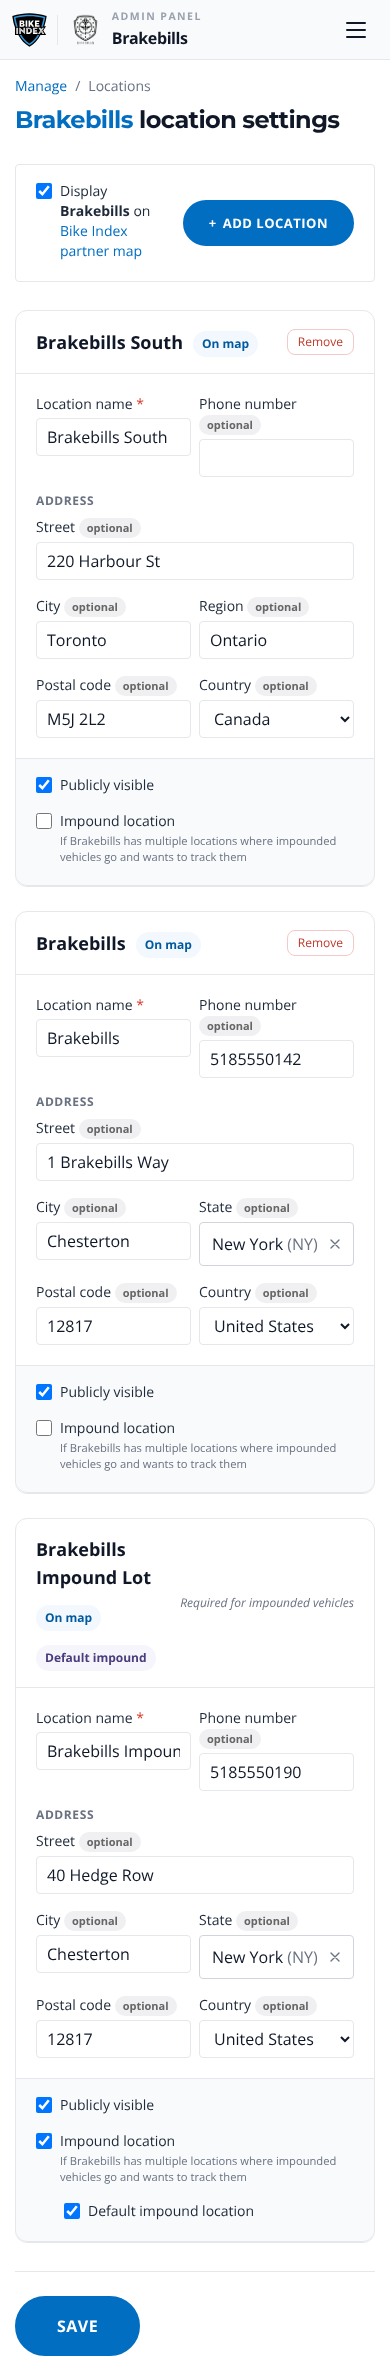 BIKE INDEX
ADMIN PANEL
Brakebills
Manage / Locations
Brakebills location settings
Display
Brakebills on
Bike Index
partner map
+ ADD LOCATION
Brakebills South On map Remove
Location name * Phone number
optional
Brakebills South
ADDRESS
Street optional
220 Harbour St
City optional Region optional
Toronto Ontario
Postal code optional Country optional
M5J 2L2 Canada
Publicly visible
Impound location
If Brakebills has multiple locations where impounded
vehicles go and wants to track them
Brakebills On map Remove
Location name * Phone number
optional
Brakebills 5185550142
ADDRESS
Street optional
1 Brakebills Way
City optional State optional
Chesterton New York (NY) ×
Postal code optional Country optional
12817 United States
Publicly visible
Impound location
If Brakebills has multiple locations where impounded
vehicles go and wants to track them
Brakebills
Impound Lot
On map
Default impound
Required for impounded vehicles
Location name * Phone number
optional
Brakebills Impoun 5185550190
ADDRESS
Street optional
40 Hedge Row
City optional State optional
Chesterton New York (NY) ×
Postal code optional Country optional
12817 United States
Publicly visible
Impound location
If Brakebills has multiple locations where impounded
vehicles go and wants to track them
Default impound location
SAVE